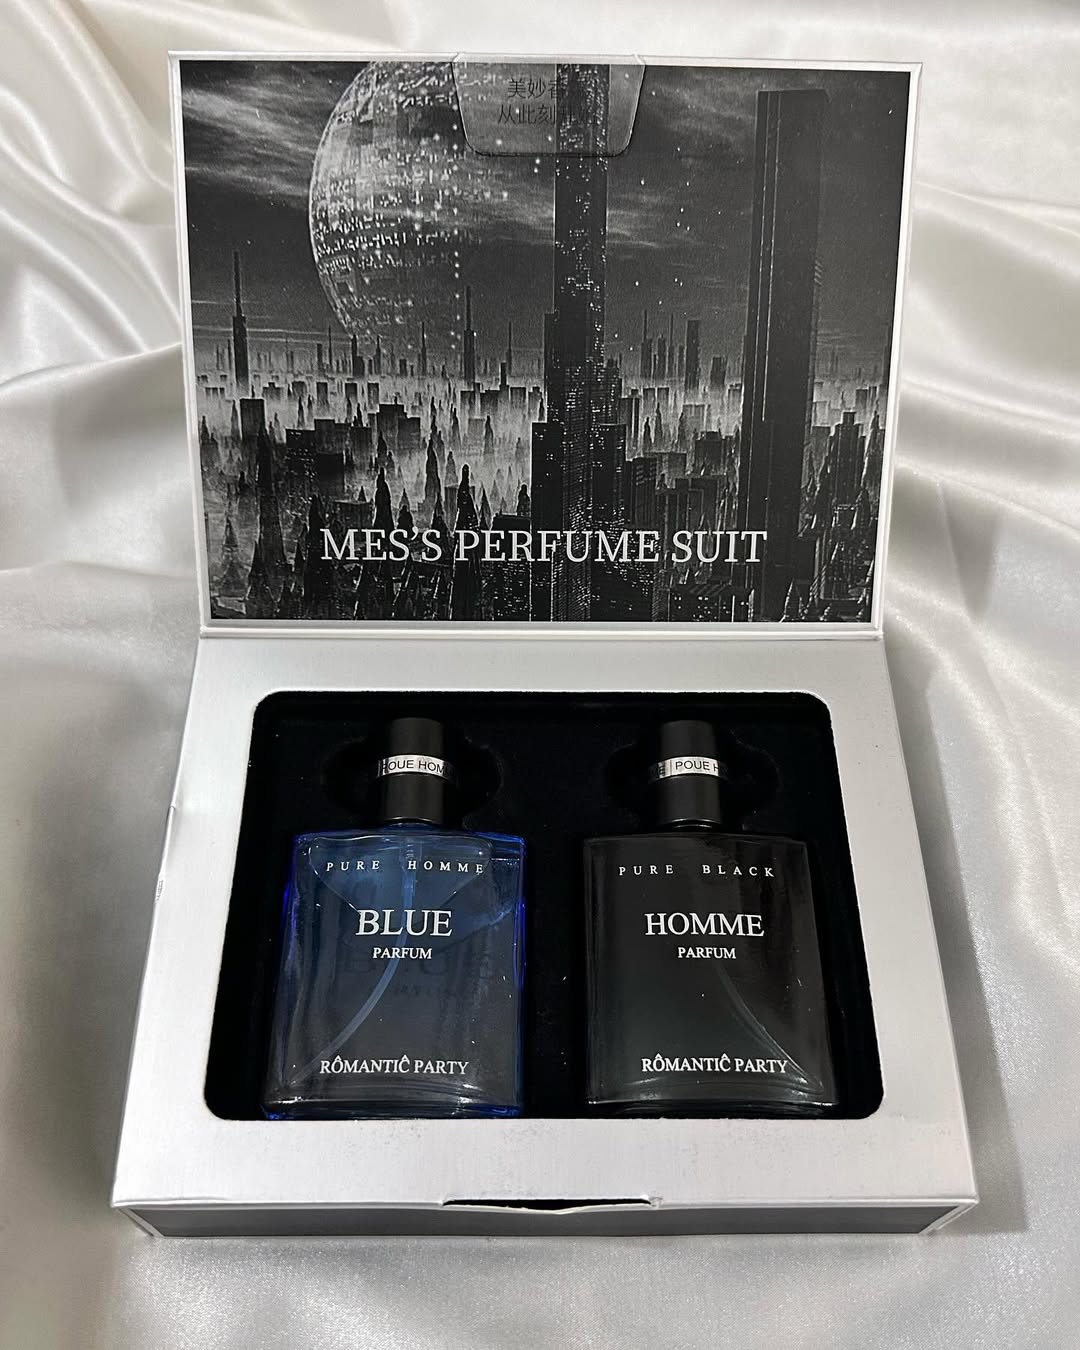 美妙香
从此刻
MES'S PERFUME SUIT
POUE HOM
POUE H
PURE HOMME
BLUE
PARFUM
RÔMANTIĈ PARTY
PURE BLACK
HOMME
PARFUM
RÔMANTIĈ PARTY